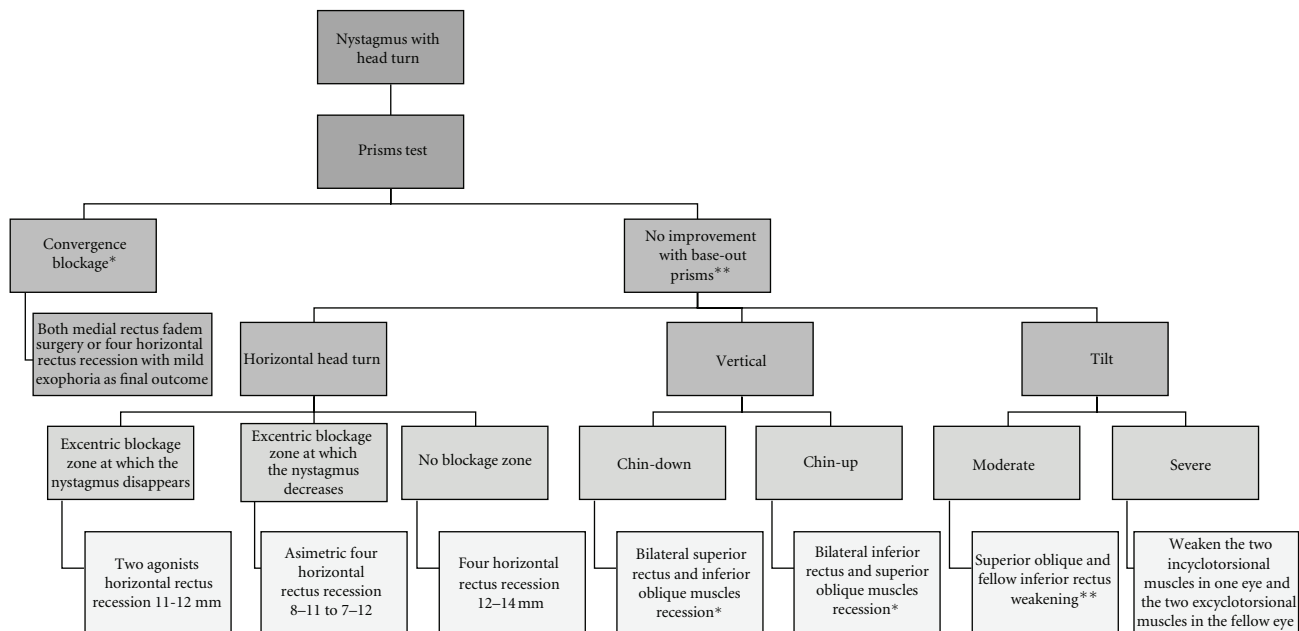 Nystagmus with
head turn
Prisms test
Convergence
blockage*
No improvement
with base-out
prisms**
Both medial rectus fadem
surgery or four horizontal
rectus recession with mild
exophoria as final outcome
Horizontal head turn
Vertical
Tilt
Excentric blockage
zone at which the
nystagmus disappears
Excentric blockage
zone at which
the nystagmus
decreases
No blockage zone
Chin-down
Chin-up
Moderate
Severe
Two agonists
horizontal rectus
recession 11-12 mm
Asimetric four
horizontal
rectus recession
8–11 to 7–12
Four horizontal
rectus recession
12–14 mm
Bilateral superior
rectus and inferior
oblique muscles
recession*
Bilateral inferior
rectus and superior
oblique muscles
recession*
Superior oblique and
fellow inferior rectus
weakening**
Weaken the two
incyclotorsional
muscles in one eye and
the two excyclotorsional
muscles in the fellow eye